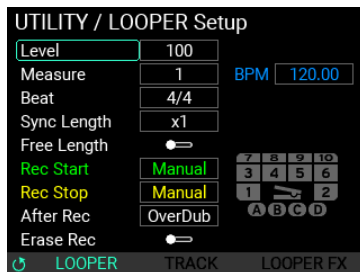 UTILITY / LOOPER Setup
Level 100
Measure 1 BPM 120.00
Beat 4/4
Sync Length x1
Free Length
Rec Start Manual
Rec Stop Manual
After Rec OverDub
Erase Rec
7 8 9 10
3 4 5 6
1 2
A B C D
LOOPER TRACK LOOPER FX